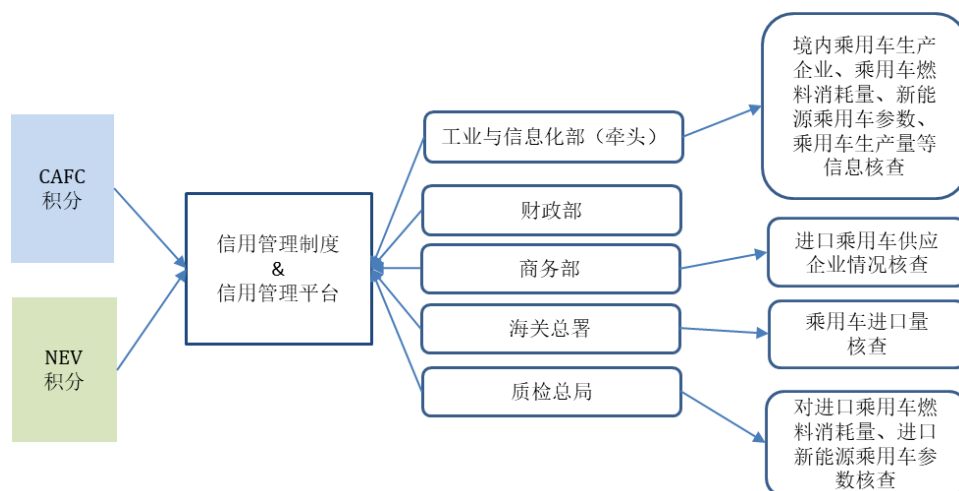 CAFC
积分
NEV
积分
信用管理制度
&
信用管理平台
工业与信息化部（牵头）
财政部
商务部
海关总署
质检总局
境内乘用车生产
企业、乘用车燃
料消耗量、新能
源乘用车参数、
乘用车生产量等
信息核查
进口乘用车供应
企业情况核查
乘用车进口量
核查
对进口乘用车燃
料消耗量、进口
新能源乘用车参
数核查